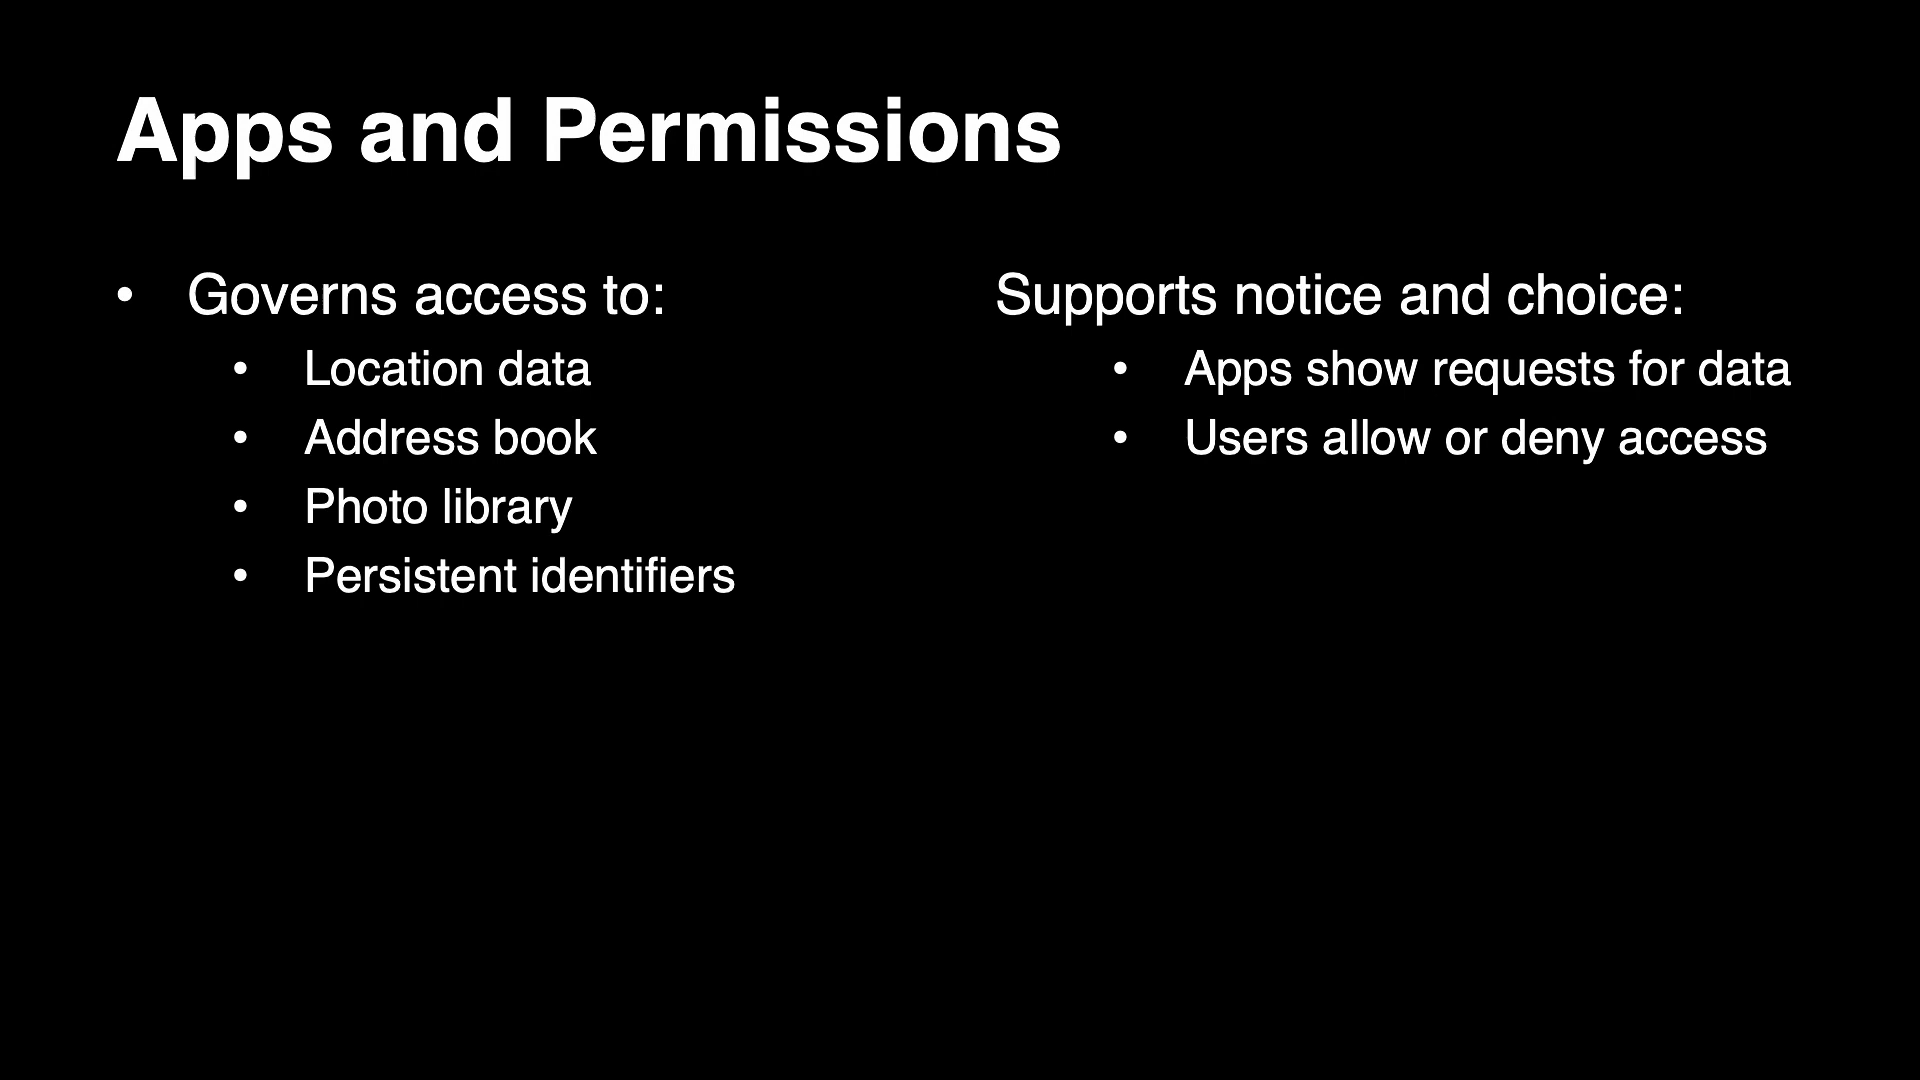 Apps and Permissions
• Governs access to:
• Location data
• Address book
• Photo library
• Persistent identifiers
Supports notice and choice:
• Apps show requests for data
• Users allow or deny access